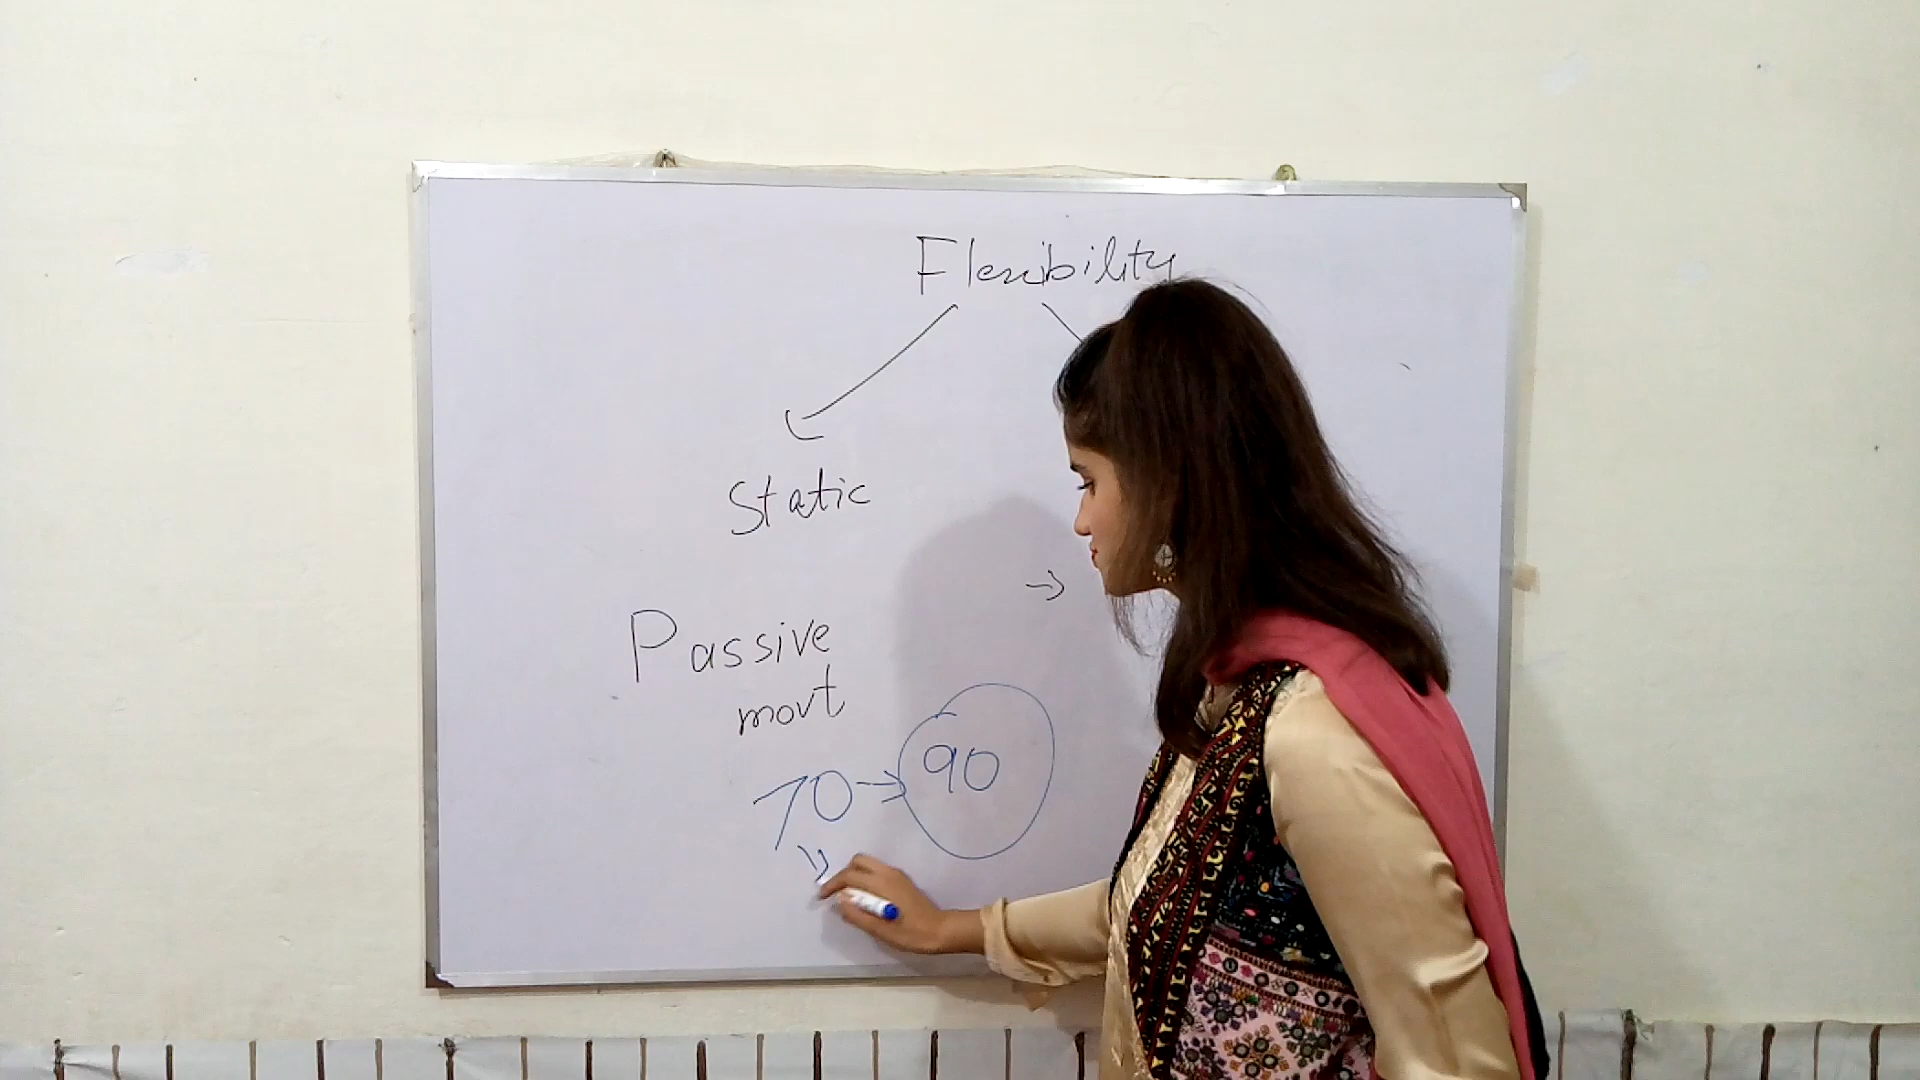 Flexibility
Static
→
Passive
movt
70 → 90